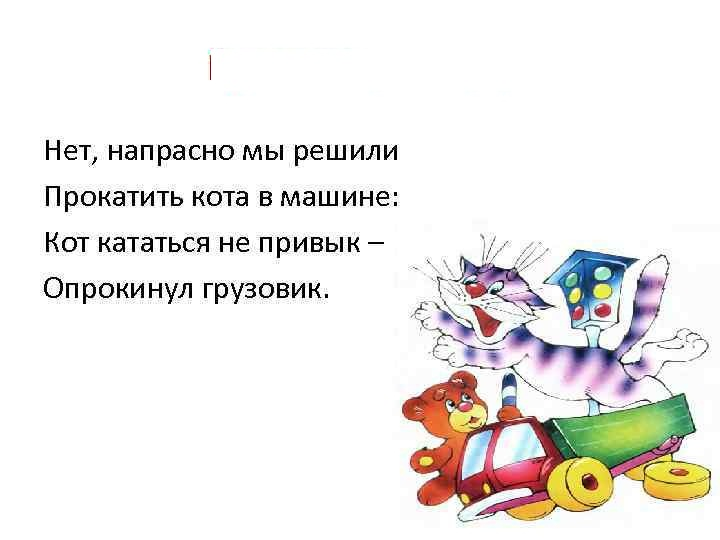 Нет, напрасно мы решили
Прокатить кота в машине:
Кот кататься не привык –
Опрокинул грузовик.